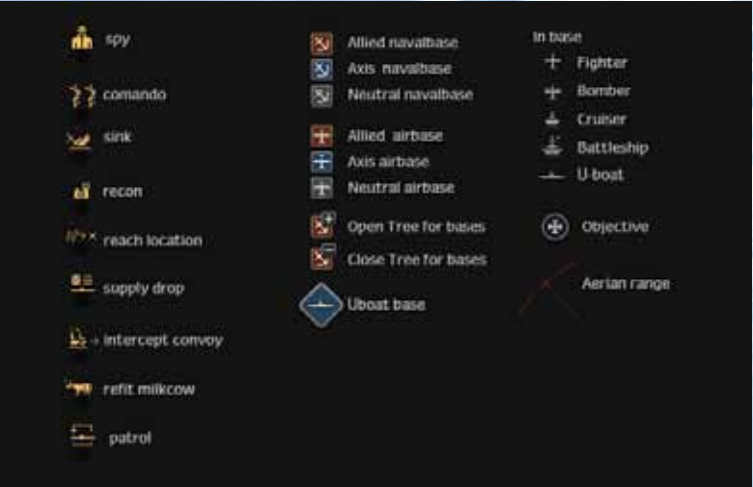 spy
comando
sink
recon
reach location
supply drop
intercept convoy
refit milkcow
patrol
Allied navalbase
Axis navalbase
Neutral navalbase
Allied airbase
Axis airbase
Neutral airbase
Open Tree for bases
Close Tree for bases
Uboat base
In base
Fighter
Bomber
Cruiser
Battleship
U-boat
Objective
Aerian range